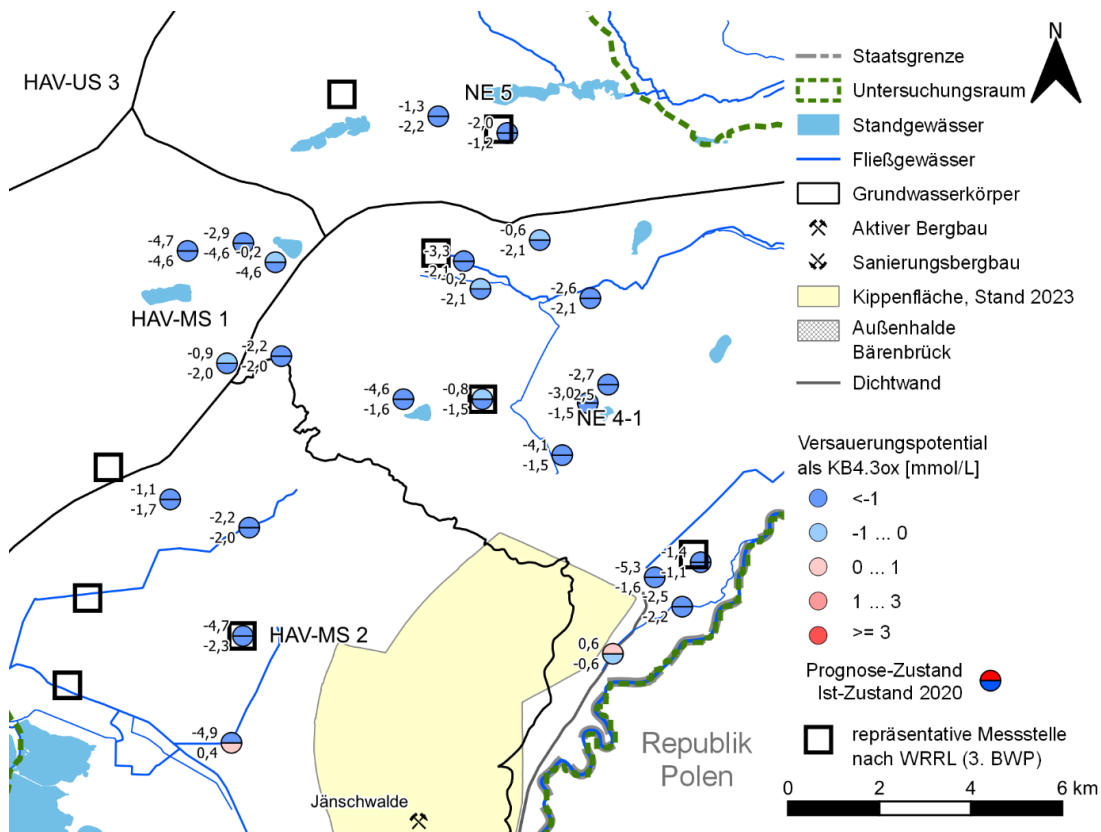 HAV-US 3
NE 5
-1,3
-2,2
-2,0
-1,2
-4,7
-4,6
-2,9
-4,6
-0,2
-4,6
HAV-MS 1
-3,3
-2,1
-0,2
-2,1
-0,6
-2,1
-2,6
-2,1
-0,9
-2,0
-2,2
-2,0
-4,6
-1,6
-0,8
-1,5
-2,7
-2,5
-3,0
-1,5
NE 4-1
-4,1
-1,5
-1,1
-1,7
-2,2
-2,0
-4,7
-2,3
HAV-MS 2
-4,9
0,4
-1,4
-1,1
-5,3
-1,6
-2,5
-2,2
0,6
-0,6
Republik
Polen
Jänschwalde
N
Staatsgrenze
Untersuchungsraum
Standgewässer
Fließgewässer
Grundwasserkörper
Aktiver Bergbau
Sanierungsbergbau
Kippenfläche, Stand 2023
Außenhalde
Bärenbrück
Dichtwand
Versauerungspotential
als KB4.3ox [mmol/L]
<-1
-1 ... 0
0 ... 1
1 ... 3
>= 3
Prognose-Zustand
Ist-Zustand 2020
repräsentative Messstelle
nach WRRL (3. BWP)
0 2 4 6 km